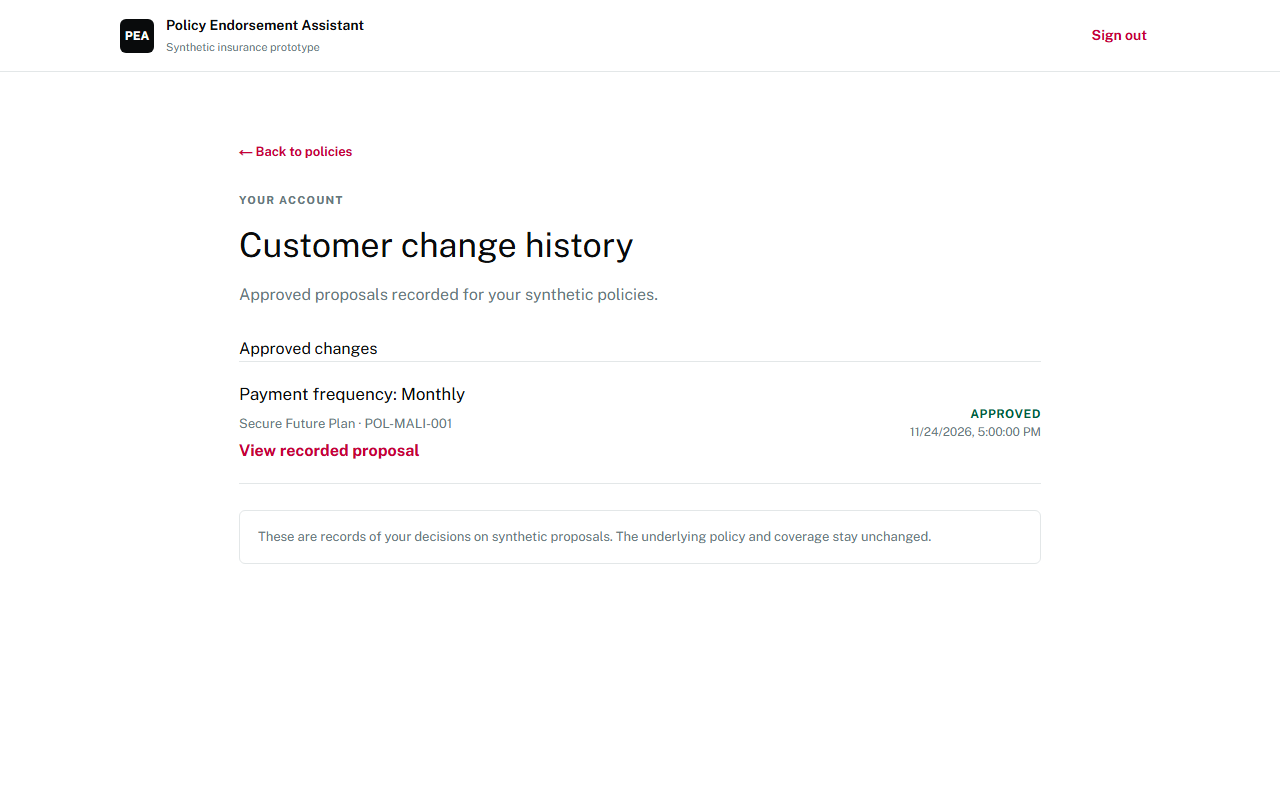 PEA
Policy Endorsement Assistant
Synthetic insurance prototype
Sign out
← Back to policies
YOUR ACCOUNT
Customer change history
Approved proposals recorded for your synthetic policies.
Approved changes
Payment frequency: Monthly
Secure Future Plan · POL-MALI-001
View recorded proposal
APPROVED
11/24/2026, 5:00:00 PM
These are records of your decisions on synthetic proposals. The underlying policy and coverage stay unchanged.